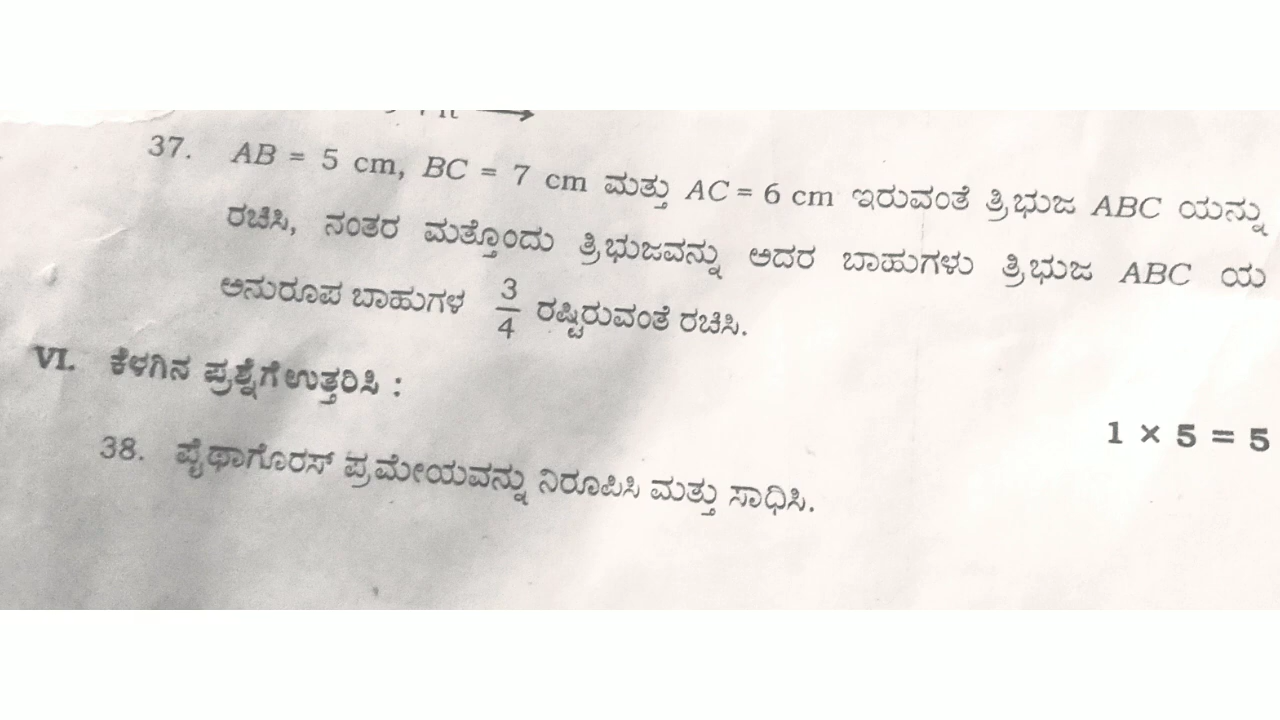 37. AB = 5 cm, BC = 7 cm ಮತ್ತು AC = 6 cm ಇರುವಂತೆ ತ್ರಿಭುಜ ABC ಯನ್ನು
ರಚಿಸಿ, ನಂತರ ಮತ್ತೊಂದು ತ್ರಿಭುಜವನ್ನು ಅದರ ಬಾಹುಗಳು ತ್ರಿಭುಜ ABC ಯ
ಅನುರೂಪ ಬಾಹುಗಳ 3/4 ರಷ್ಟಿರುವಂತೆ ರಚಿಸಿ.
VI. ಕೆಳಗಿನ ಪ್ರಶ್ನೆಗೆ ಉತ್ತರಿಸಿ :
1 × 5 = 5
38. ಪೈಥಾಗೊರಸ್ ಪ್ರಮೇಯವನ್ನು ನಿರೂಪಿಸಿ ಮತ್ತು ಸಾಧಿಸಿ.